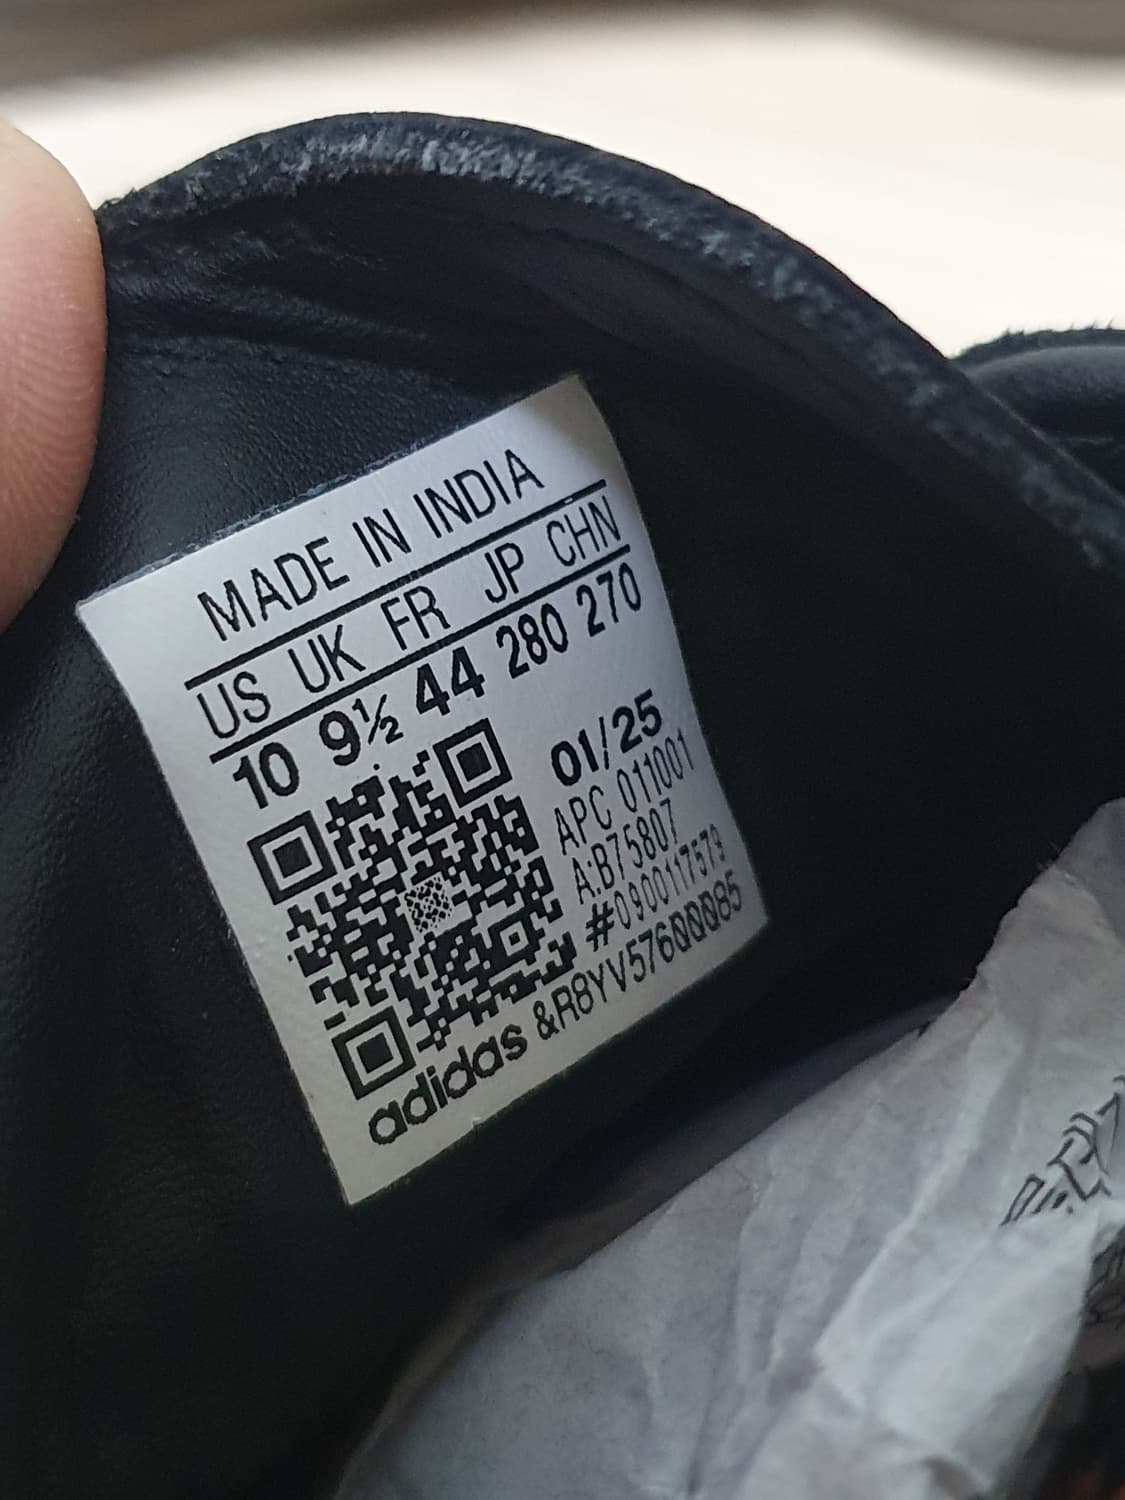 MADE IN INDIA
US UK FR JP CHN
10 9½ 44 280 270
01/25
APC 011001
A:B75807
#0900117573
adidas &R8YV57600085